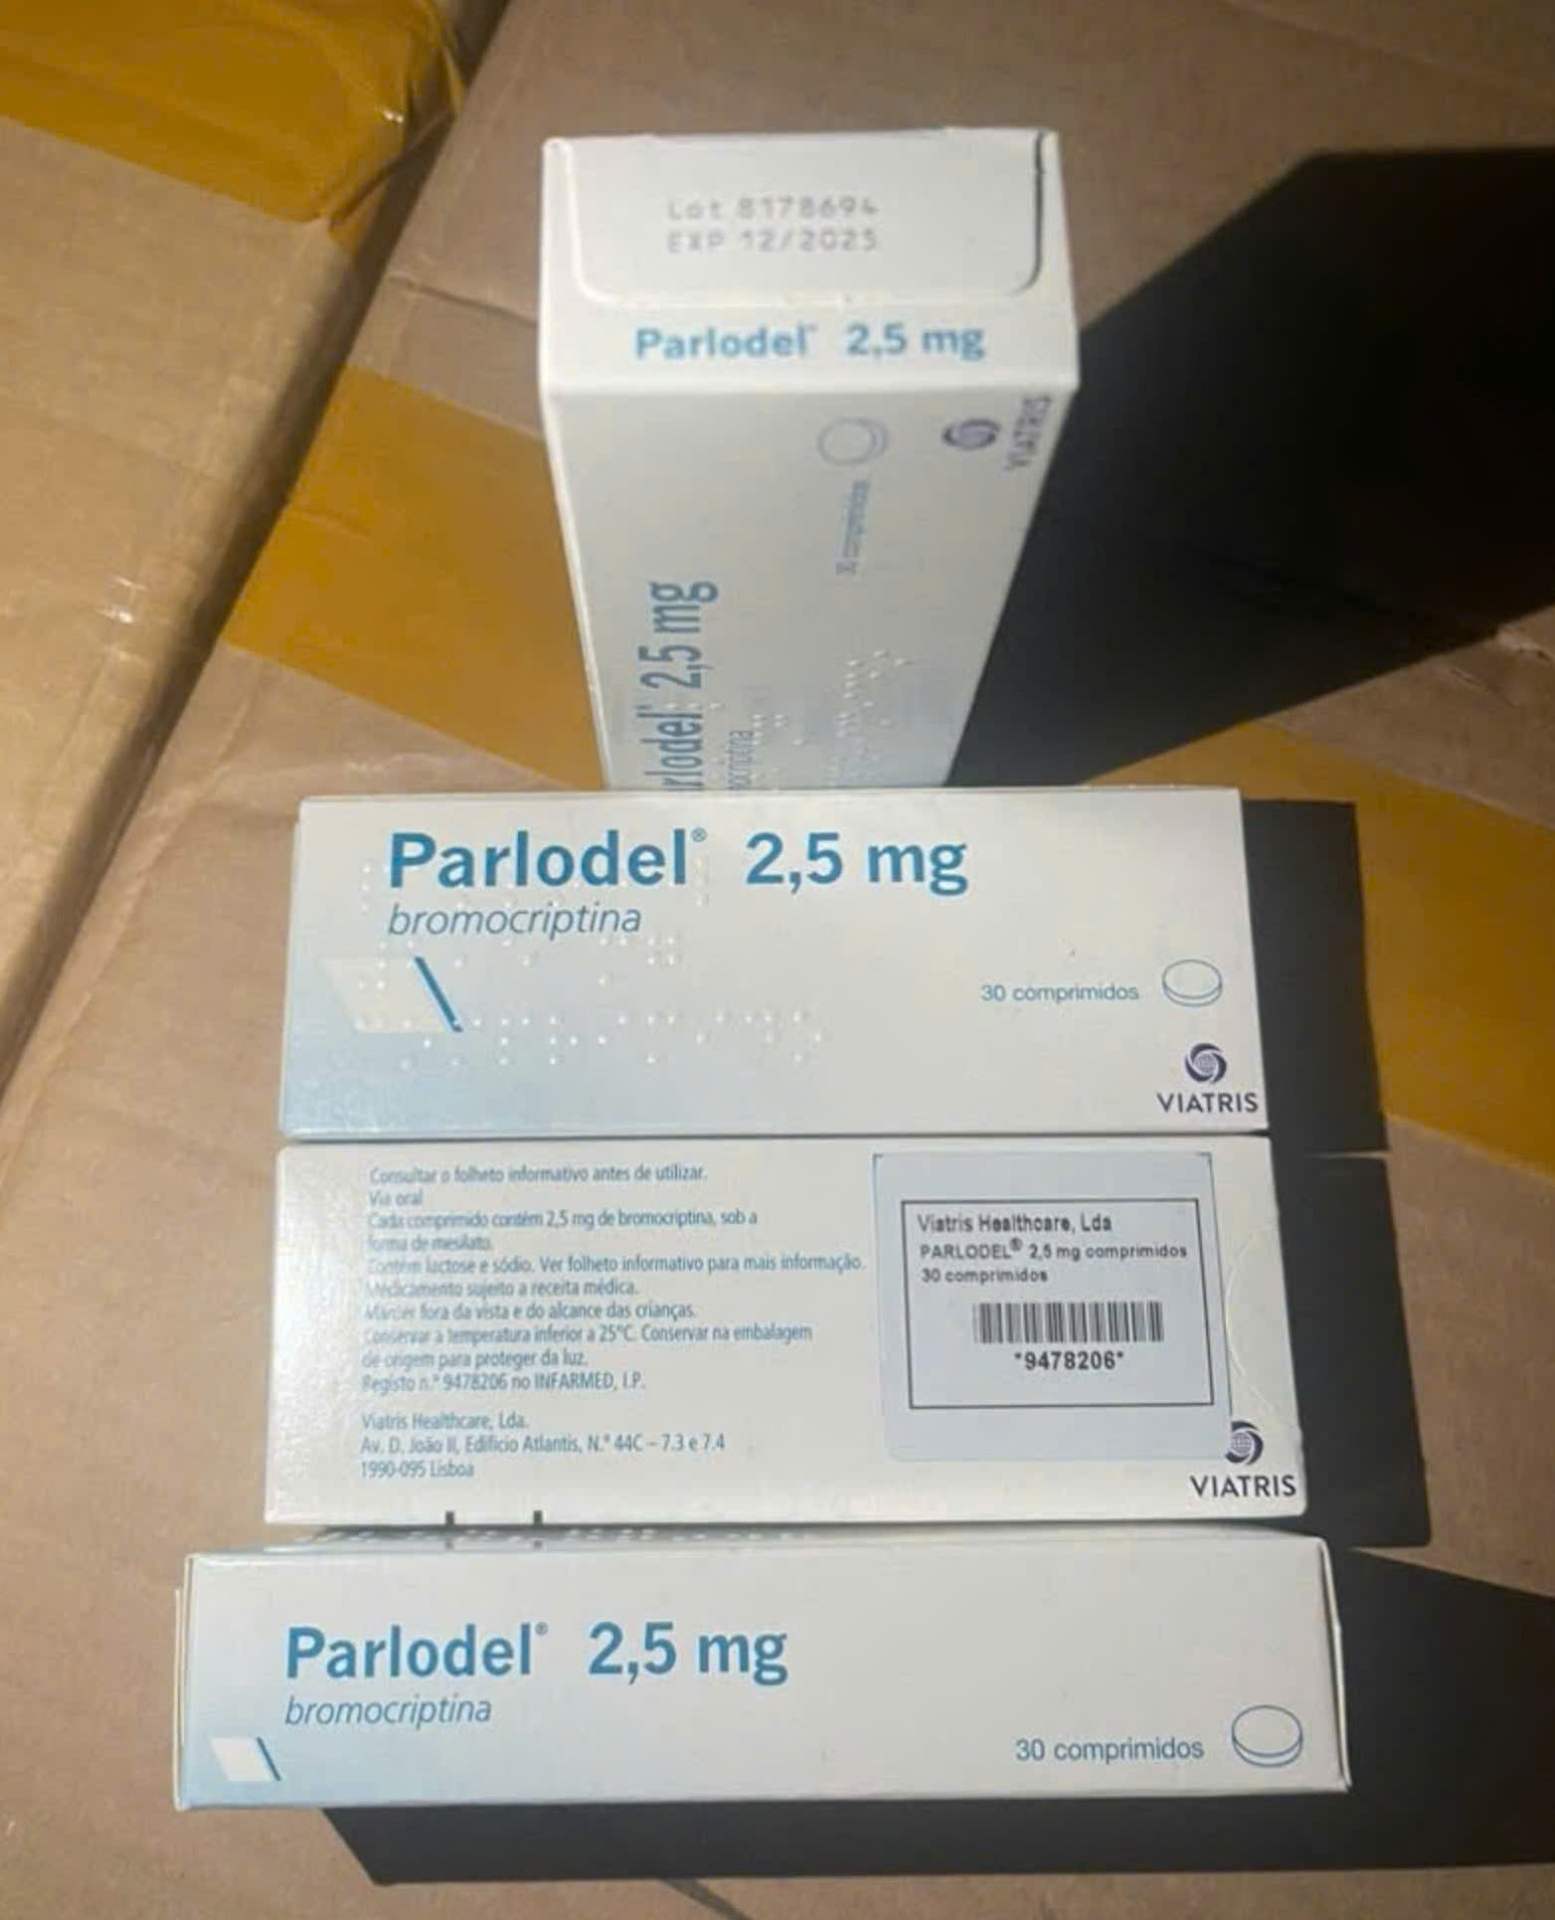 Lot 8178694
EXP 12/2025
Parlodel® 2,5 mg
VIATRIS
30 comprimidos
2,5 mg
Parlodel® 2,5 mg
bromocriptina
30 comprimidos
VIATRIS
Consultar o folheto informativo antes de utilizar.
Via oral
Cada comprimido contém 2,5 mg de bromocriptina, sob a
forma de mesilato.
Contém lactose e sódio. Ver folheto informativo para mais informação.
Medicamento sujeito a receita médica.
Manter fora da vista e do alcance das crianças.
Conservar a temperatura inferior a 25°C. Conservar na embalagem
de origem para proteger da luz.
Registo n.° 9478206 no INFARMED, I.P.
Viatris Healthcare, Lda.
Av. D. João II, Edifício Atlantis, N.° 44C – 7.3 e 7.4
1990-095 Lisboa
Viatris Healthcare, Lda
PARLODEL® 2,5 mg comprimidos
30 comprimidos
*9478206*
VIATRIS
Parlodel® 2,5 mg
bromocriptina
30 comprimidos